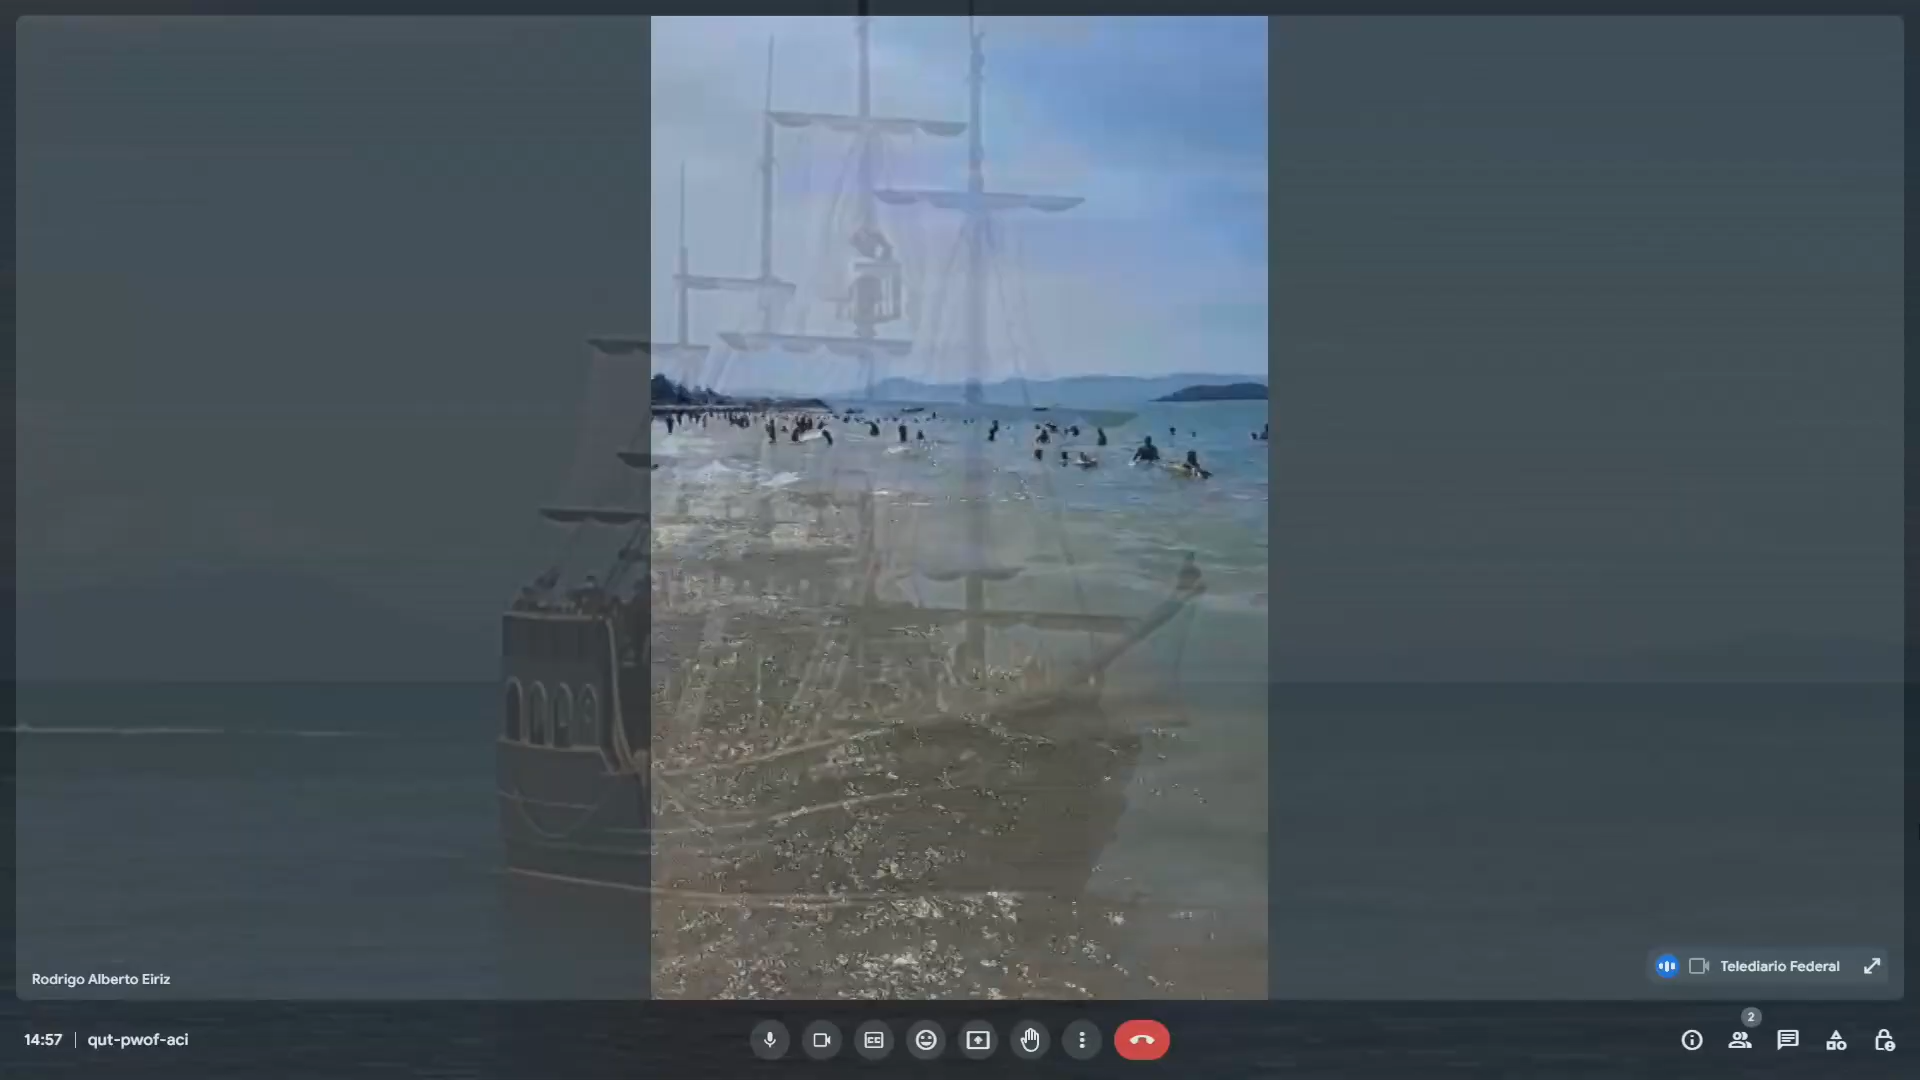 Rodrigo Alberto Eiriz
Telediario Federal
14:57 | qut-pwof-aci
2